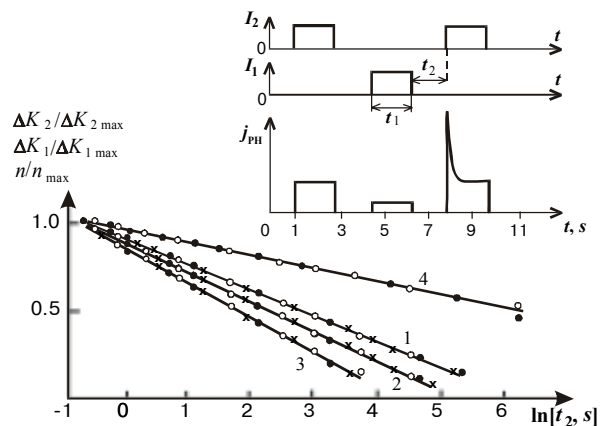 I₂
0
t
I₁
0
t₂
t
t₁
ΔK₂/ΔK₂ max
ΔK₁/ΔK₁ max
n/nmax
jPH
0
1 3 5 7 9 11
t, s
1.0
0.5
4
1
2
3
-1 0 1 2 3 4 5 6
ln[t₂, s]